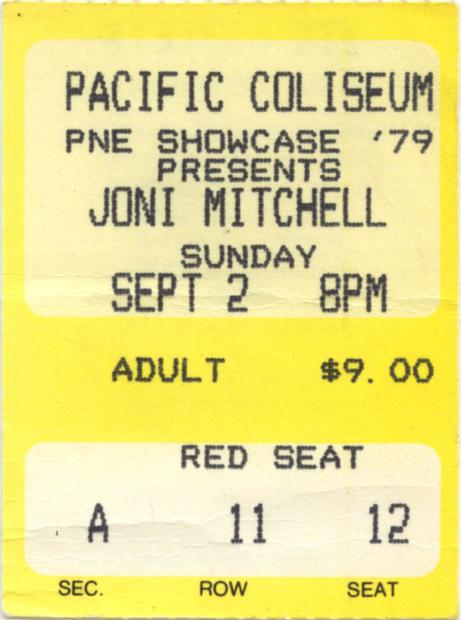 PACIFIC COLISEUM
PNE SHOWCASE '79
PRESENTS
JONI MITCHELL
SUNDAY
SEPT 2 8PM
ADULT $9.00
RED SEAT
A 11 12
SEC. ROW SEAT